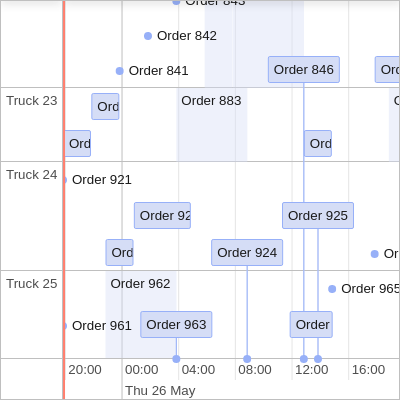 Order 843
Order 842
Order 841
Order 846
Ord
Truck 23
Order 883
Ord
Ord
Ord
Truck 24
Order 921
Order 92
Order 925
Ord
Order 924
Or
Truck 25
Order 962
Order 965
Order 961
Order 963
Order
20:00 00:00 04:00 08:00 12:00 16:00
Thu 26 May